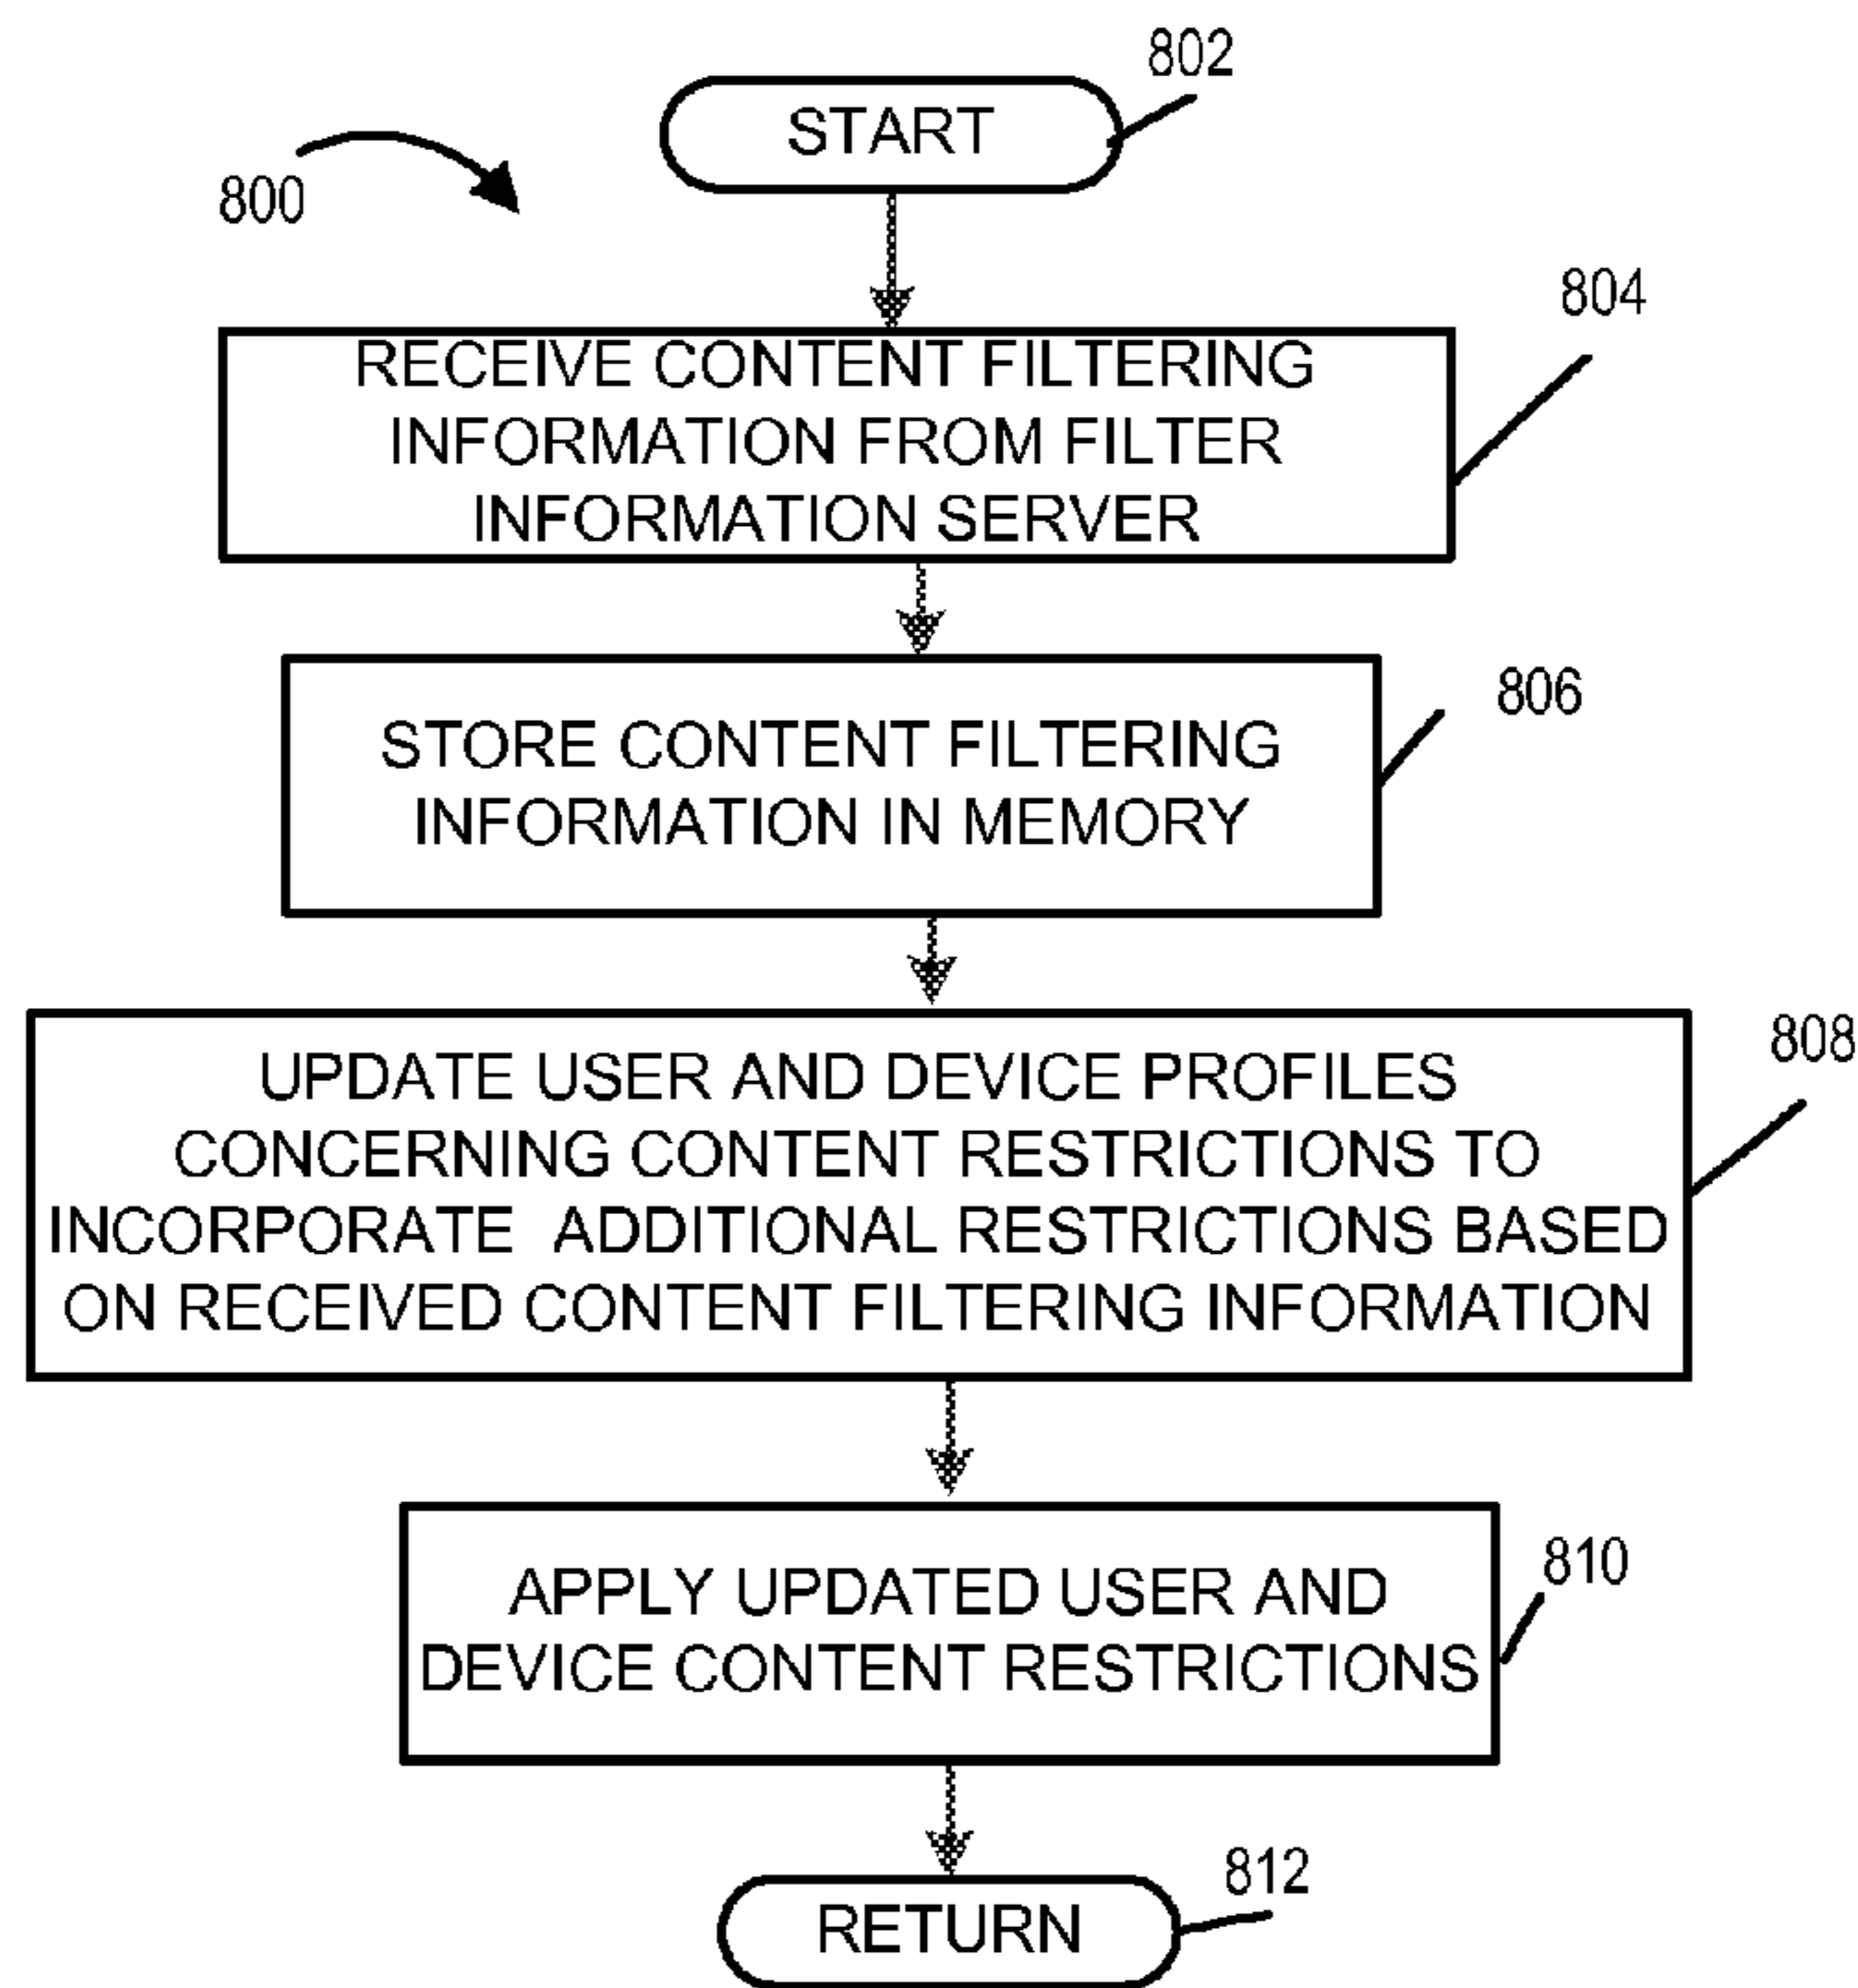 802
START
800
804
RECEIVE CONTENT FILTERING
INFORMATION FROM FILTER
INFORMATION SERVER
806
STORE CONTENT FILTERING
INFORMATION IN MEMORY
808
UPDATE USER AND DEVICE PROFILES
CONCERNING CONTENT RESTRICTIONS TO
INCORPORATE ADDITIONAL RESTRICTIONS BASED
ON RECEIVED CONTENT FILTERING INFORMATION
810
APPLY UPDATED USER AND
DEVICE CONTENT RESTRICTIONS
812
RETURN